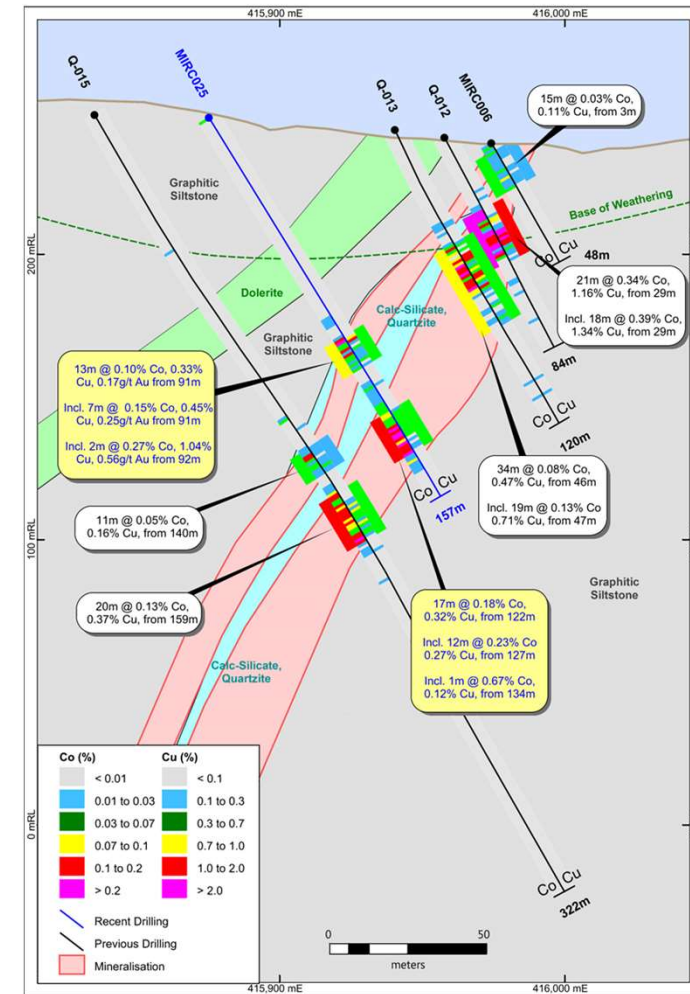 415,900 mE
416,000 mE
Q-015
MIRC025
Q-013
Q-012
MIRC006
15m @ 0.03% Co,
0.11% Cu, from 3m
Graphitic
Siltstone
Base of Weathering
200 mRL
Co
Cu
48m
21m @ 0.34% Co,
1.16% Cu, from 29m
Incl. 18m @ 0.39% Co,
1.34% Cu, from 29m
Dolerite
Calc-Silicate,
Quartzite
Graphitic
Siltstone
84m
13m @ 0.10% Co, 0.33%
Cu, 0.17g/t Au from 91m
Incl. 7m @ 0.15% Co, 0.45%
Cu, 0.25g/t Au from 91m
Incl. 2m @ 0.27% Co, 1.04%
Cu, 0.56g/t Au from 92m
Co
Cu
120m
34m @ 0.08% Co,
0.47% Cu, from 46m
Incl. 19m @ 0.13% Co
0.71% Cu, from 47m
Co
Cu
157m
11m @ 0.05% Co,
0.16% Cu, from 140m
100 mRL
Graphitic
Siltstone
20m @ 0.13% Co,
0.37% Cu, from 159m
17m @ 0.18% Co,
0.32% Cu, from 122m
Incl. 12m @ 0.23% Co
0.27% Cu, from 127m
Incl. 1m @ 0.67% Co,
0.12% Cu, from 134m
Calc-Silicate,
Quartzite
0 mRL
Co (%)
Cu (%)
< 0.01
< 0.1
0.01 to 0.03
0.1 to 0.3
0.03 to 0.07
0.3 to 0.7
0.07 to 0.1
0.7 to 1.0
0.1 to 0.2
1.0 to 2.0
> 0.2
> 2.0
Recent Drilling
Previous Drilling
Mineralisation
Co
Cu
322m
0
50
meters
415,900 mE
416,000 mE